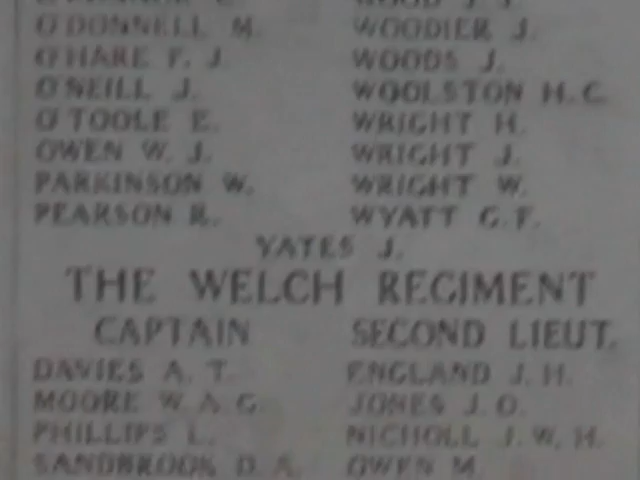 WOOD J. J.
O'DONNELL M. WOODIER J.
O'HARE F. J. WOODS J.
O'NEILL J. WOOLSTON H. C.
O'TOOLE E. WRIGHT H.
OWEN W. J. WRIGHT J.
PARKINSON W. WRIGHT W.
PEARSON R. WYATT G. F.
YATES J.
THE WELCH REGIMENT
CAPTAIN SECOND LIEUT.
DAVIES A. T. ENGLAND J. H.
MOORE W. A. G. JONES J. O.
PHILLIPS L. NICHOLL J. W. H.
SANDBROOK D. OWEN M.